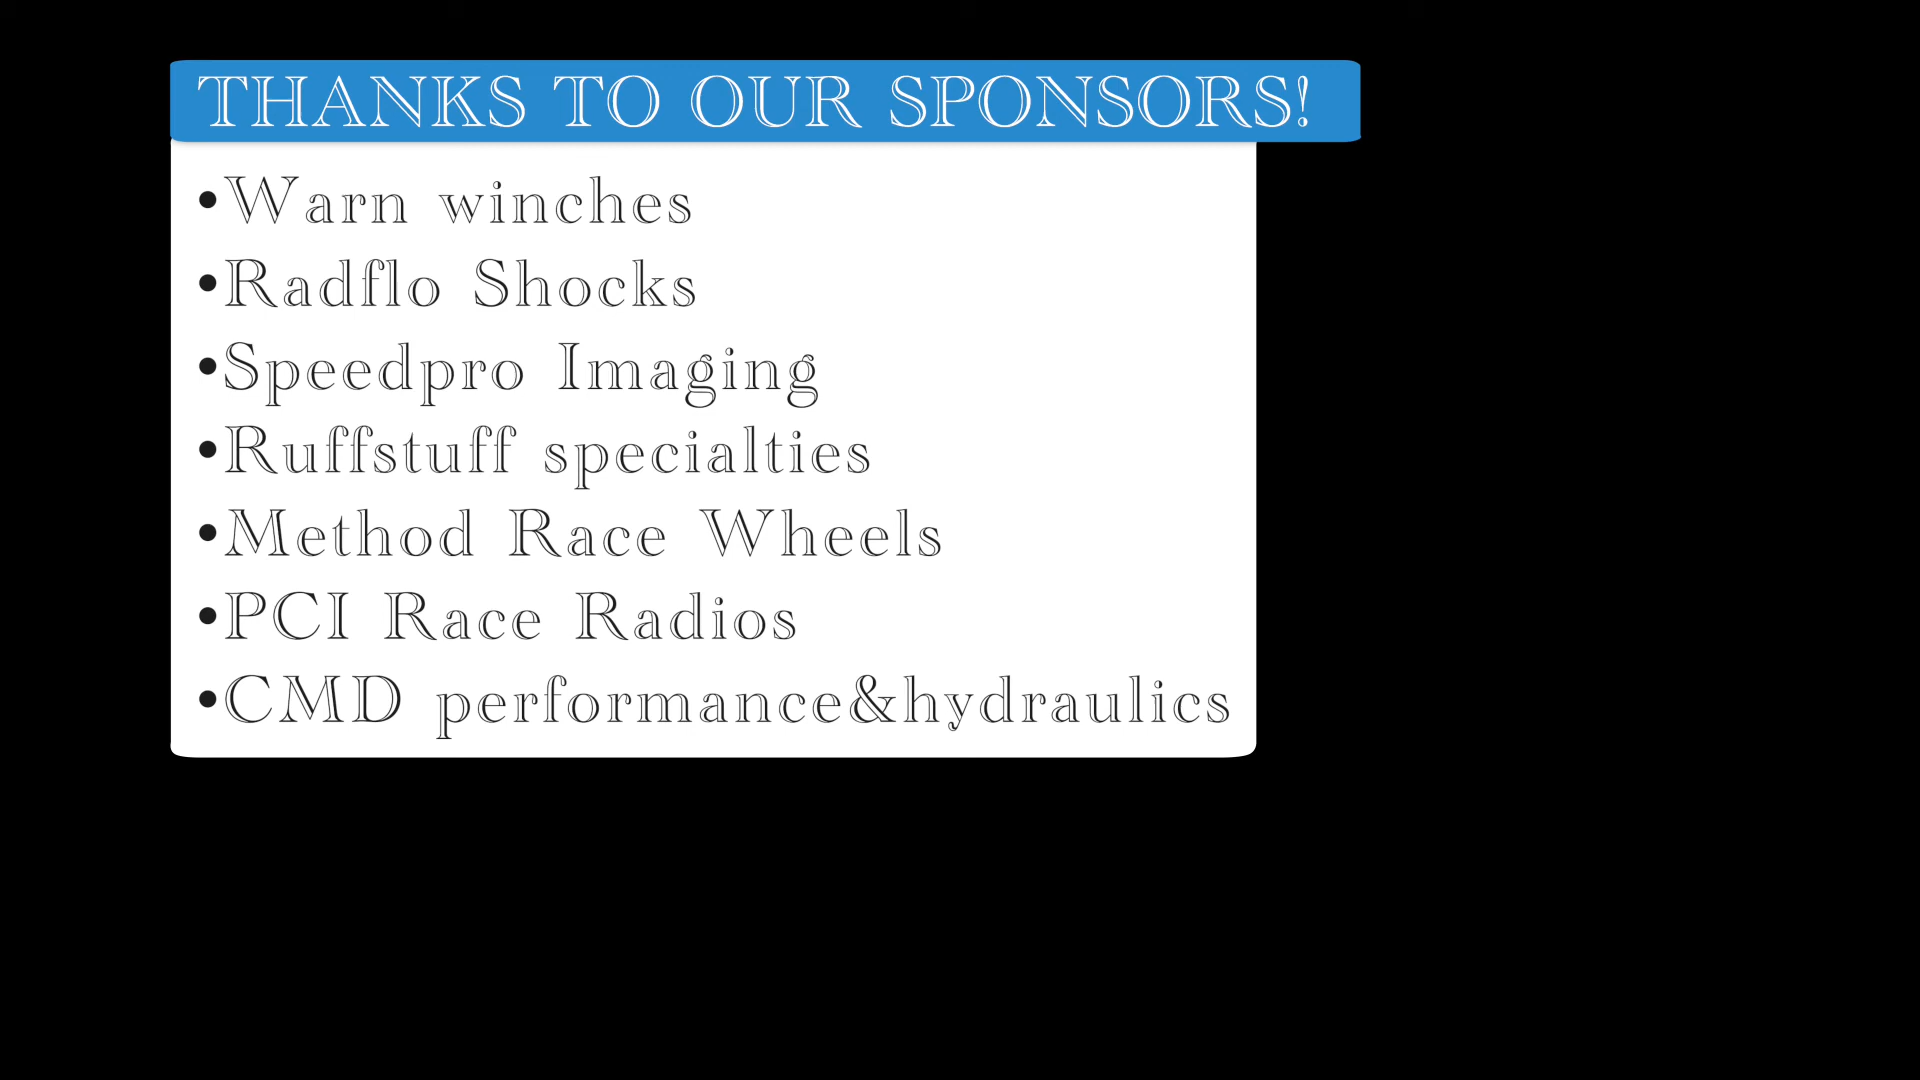 THANKS TO OUR SPONSORS!
•Warn winches
•Radflo Shocks
•Speedpro Imaging
•Ruffstuff specialties
•Method Race Wheels
•PCI Race Radios
•CMD performance&hydraulics